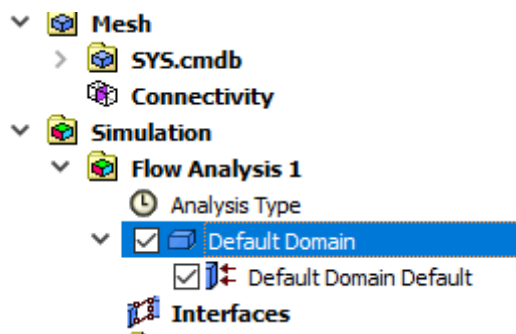 Mesh
SYS.cmdb
Connectivity
Simulation
Flow Analysis 1
Analysis Type
Default Domain
Default Domain Default
Interfaces